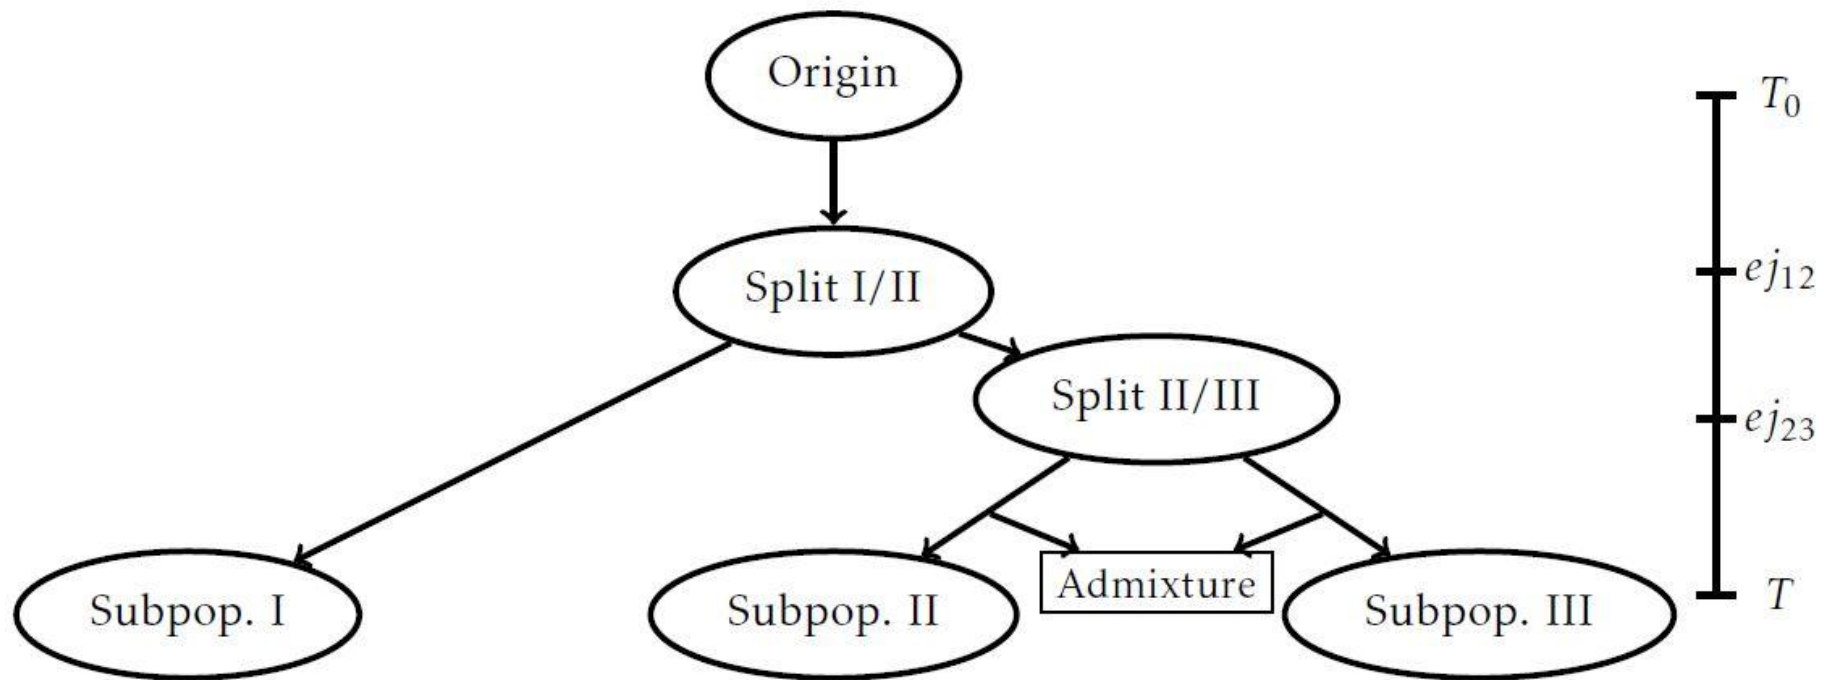 Origin
T₀
Split I/II
ej₁₂
Split II/III
ej₂₃
Subpop. I
Subpop. II
Admixture
Subpop. III
T